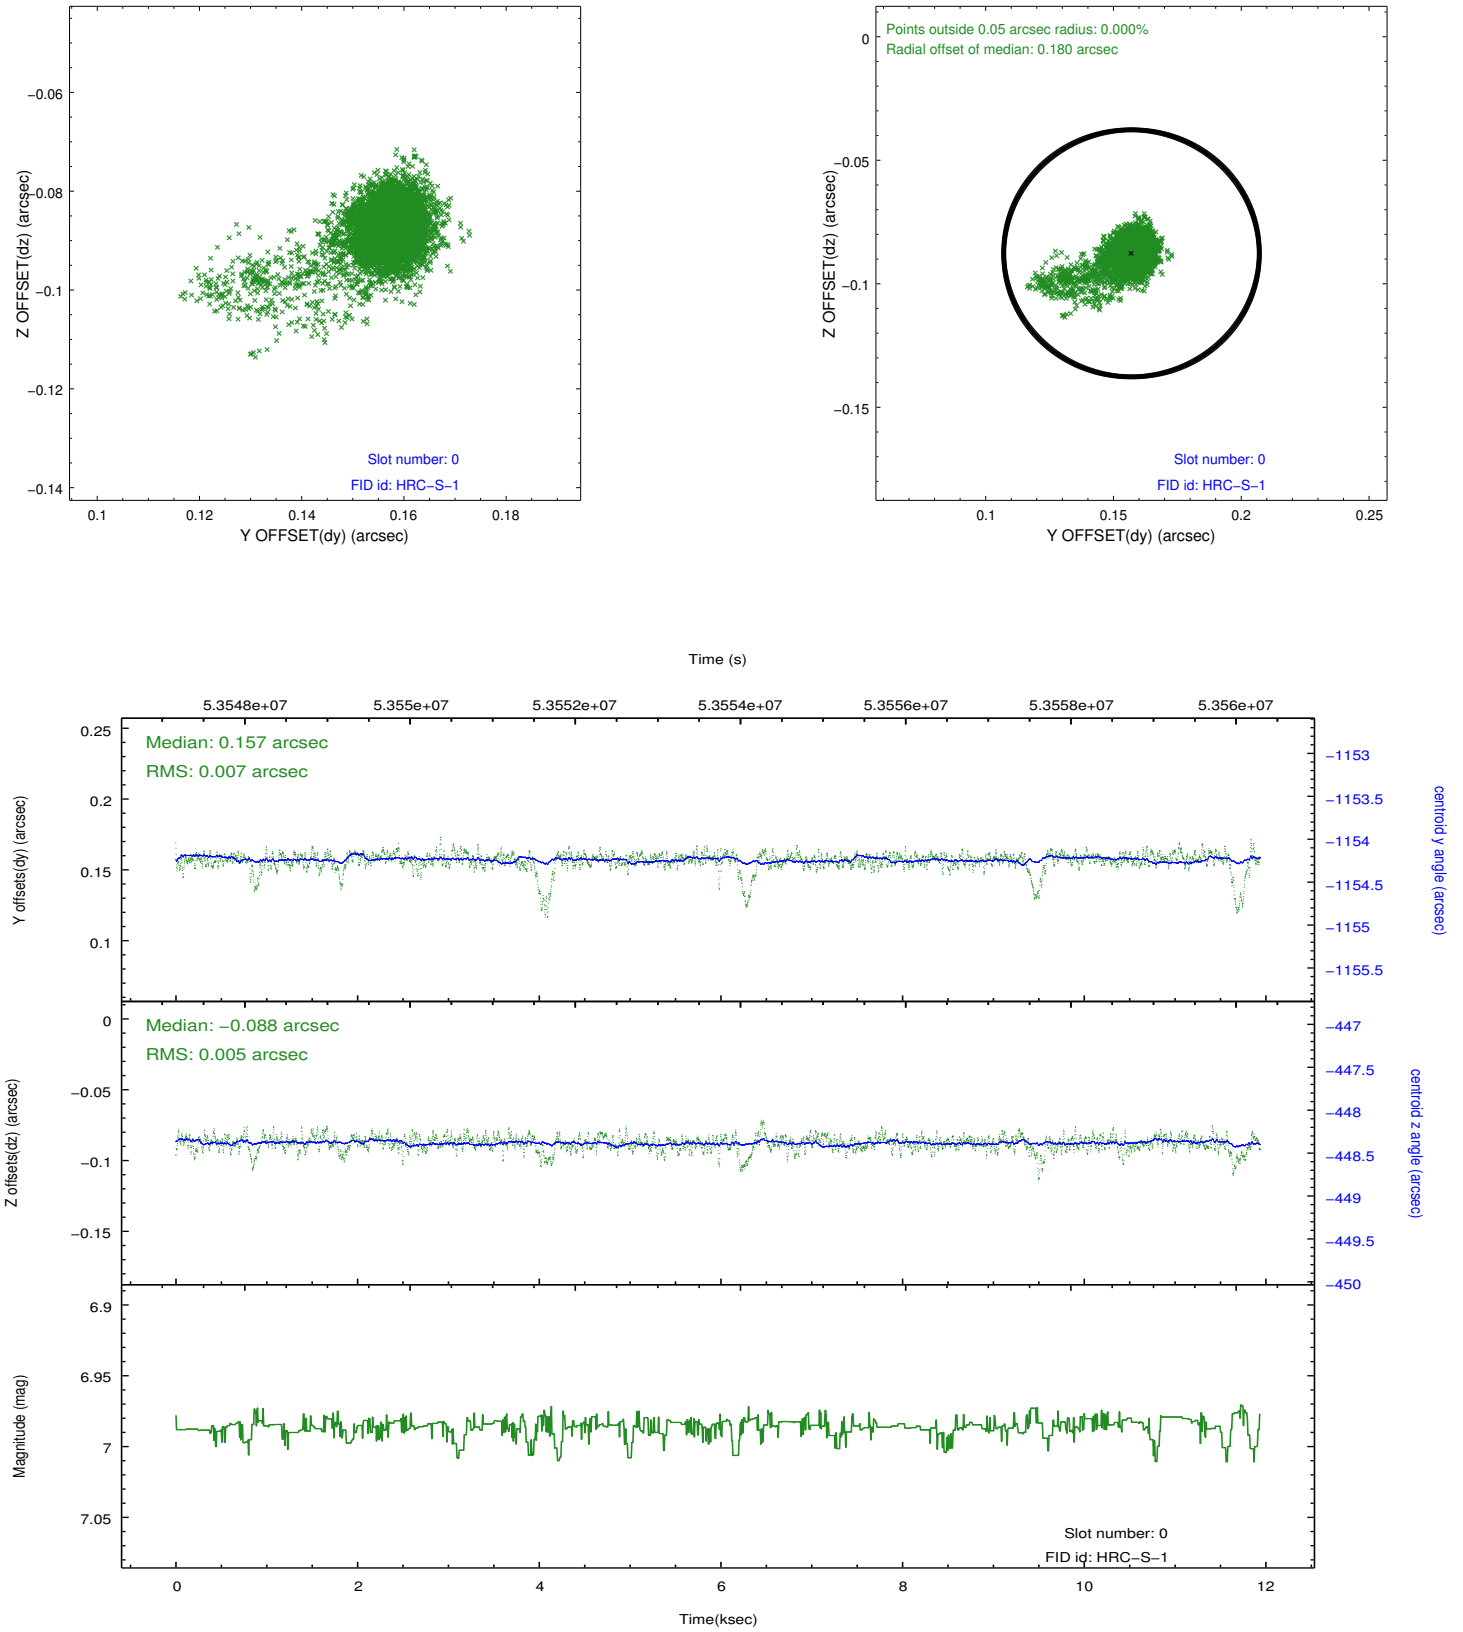 −0.06
−0.08
−0.1
−0.12
−0.14
Z OFFSET(dz) (arcsec)
Slot number: 0
FID id: HRC−S−1
0.1 0.12 0.14 0.16 0.18
Y OFFSET(dy) (arcsec)
Points outside 0.05 arcsec radius: 0.000%
Radial offset of median: 0.180 arcsec
0
−0.05
−0.1
−0.15
Z OFFSET(dz) (arcsec)
Slot number: 0
FID id: HRC−S−1
0.1 0.15 0.2 0.25
Y OFFSET(dy) (arcsec)
Time (s)
5.3548e+07 5.355e+07 5.3552e+07 5.3554e+07 5.3556e+07 5.3558e+07 5.356e+07
Median: 0.157 arcsec
RMS: 0.007 arcsec
0.25
0.2
0.15
0.1
Y offsets(dy) (arcsec)
−1153
−1153.5
−1154
−1154.5
−1155
−1155.5
centroid y angle (arcsec)
Median: −0.088 arcsec
RMS: 0.005 arcsec
0
−0.05
−0.1
−0.15
Z offsets(dz) (arcsec)
−447
−447.5
−448
−448.5
−449
−449.5
−450
centroid z angle (arcsec)
6.9
6.95
7
7.05
Magnitude (mag)
Slot number: 0
FID id: HRC−S−1
0 2 4 6 8 10 12
Time(ksec)